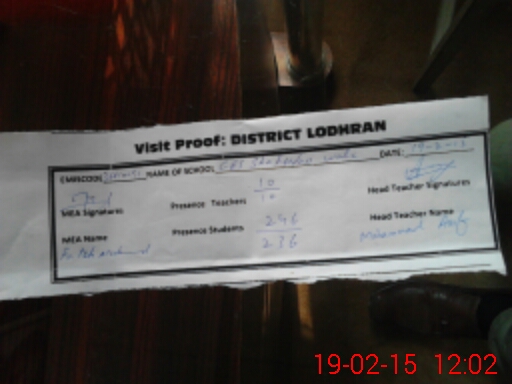 Visit Proof: DISTRICT LODHRAN
EMISCODE NAME OF SCHOOL DATE:
MEA Signatures Presence Teachers 10 Head Teacher Signatures
10
MEA Name Presence Students 246 Head Teacher Name
236 Mohammad
19-02-15 12:02